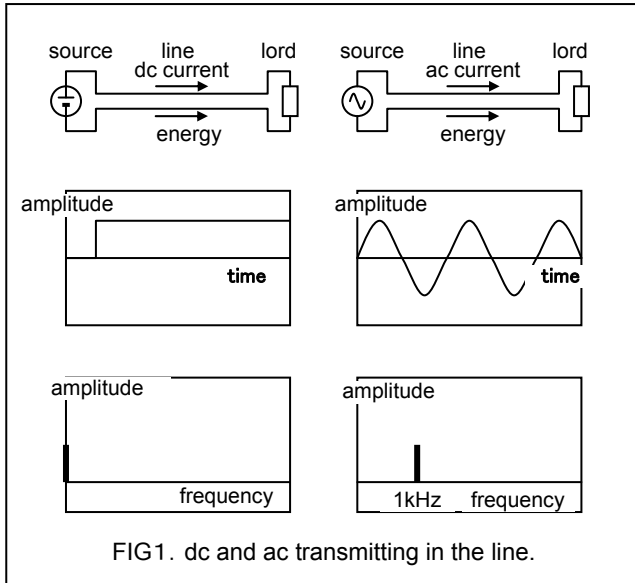 source line lord
dc current
energy
source line lord
ac current
energy
amplitude
time
amplitude
time
amplitude
frequency
amplitude
1kHz frequency
FIG1. dc and ac transmitting in the line.